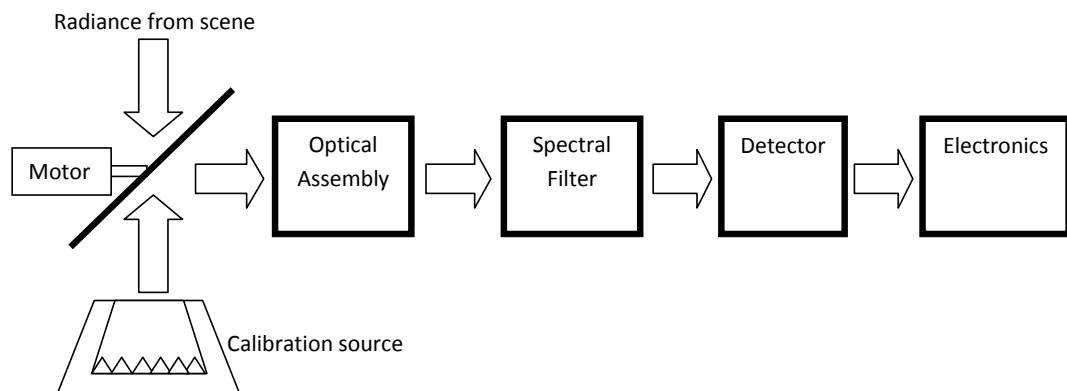 Radiance from scene
Motor
Optical
Assembly
Spectral
Filter
Detector
Electronics
Calibration source